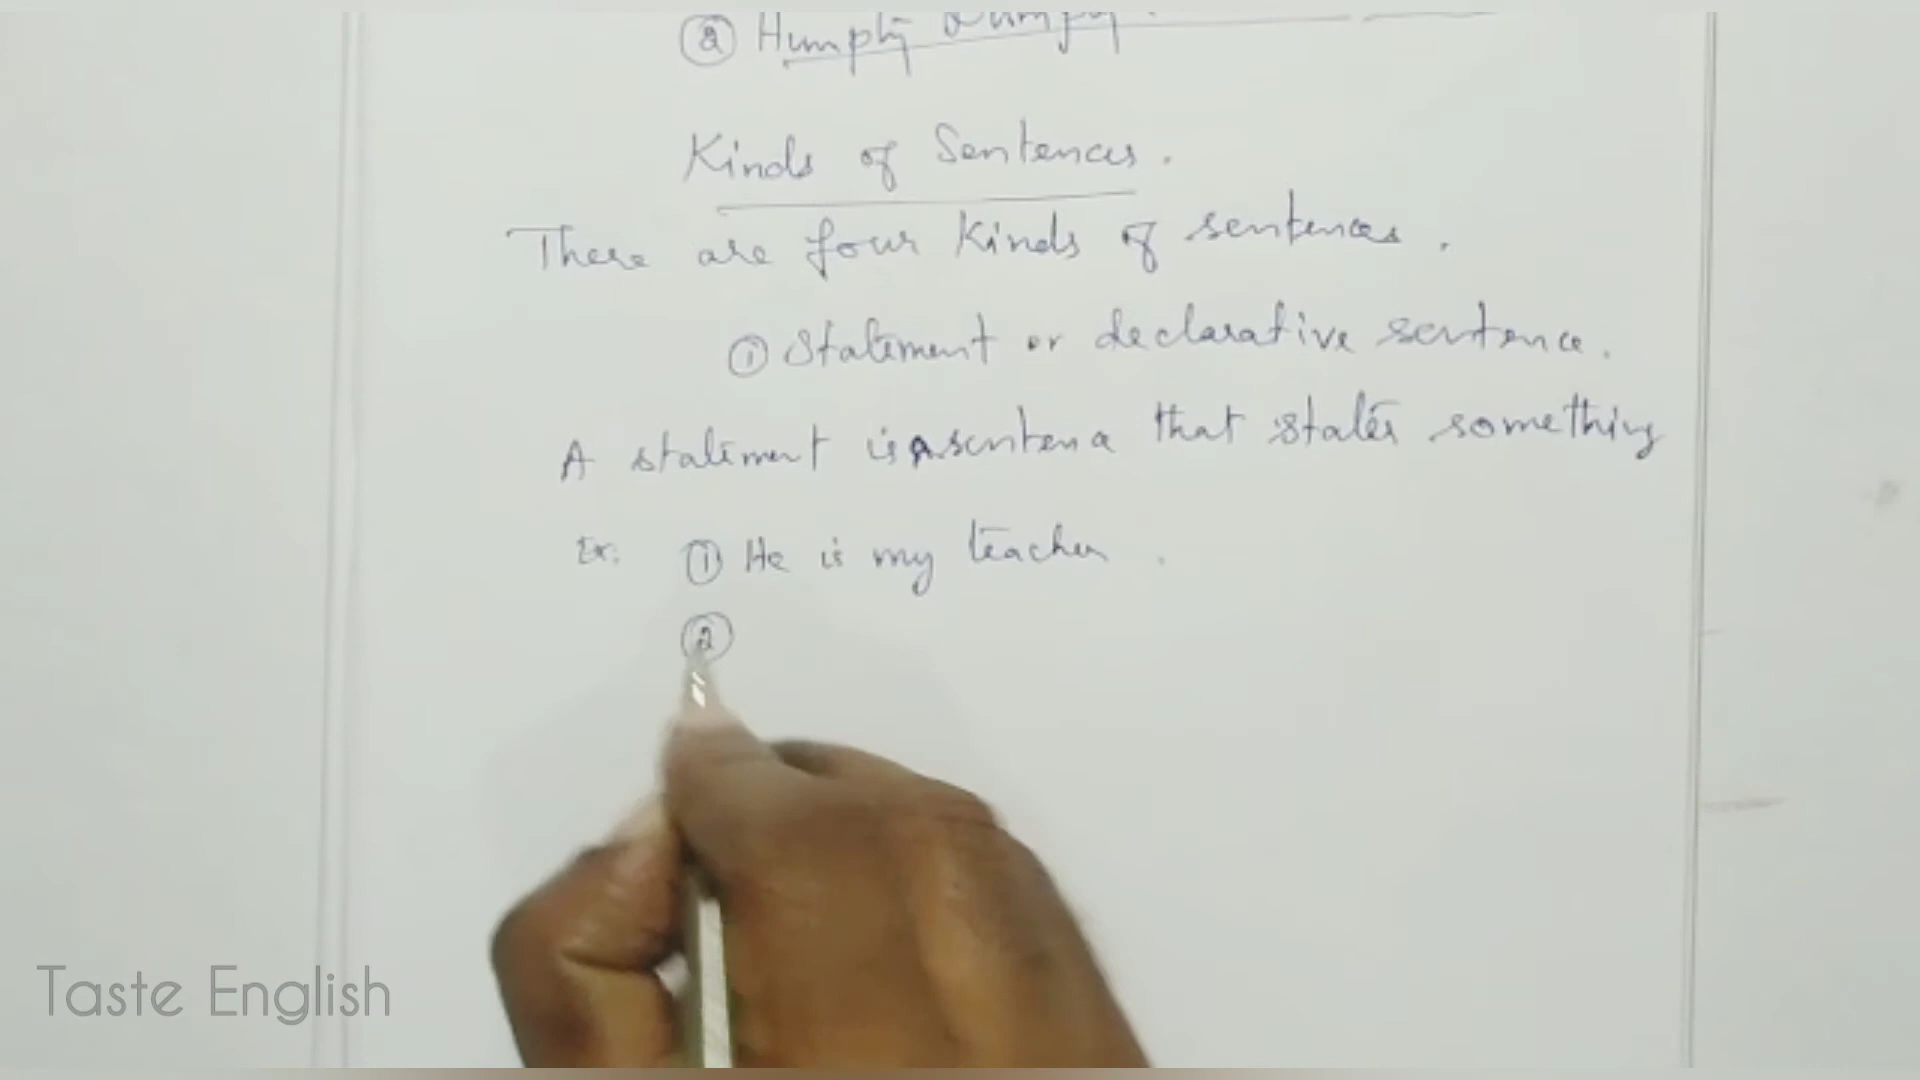 ② Humpty Dumpty.
Kinds of Sentences.
There are four kinds of sentences.
① Statement or declarative sentence.
A statement is a sentence that states something
Ex: ① He is my teacher.
②
Taste English